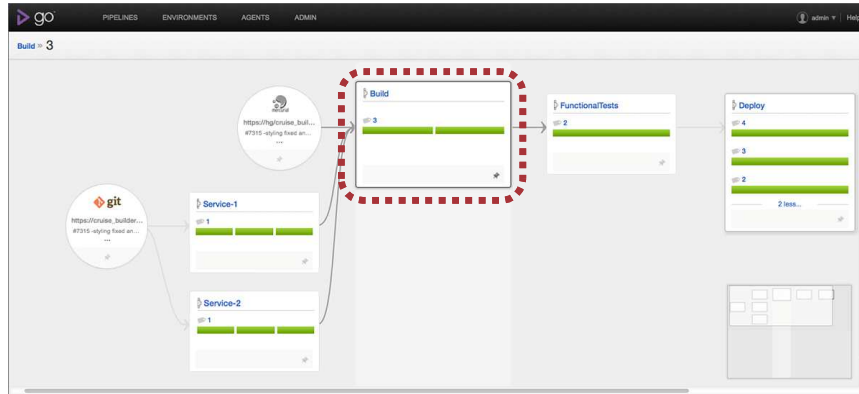 go
PIPELINES ENVIRONMENTS AGENTS ADMIN
admin Help
Build » 3
mercurial
https://hg/cruise_buil...
#7315 -styling fixed an...
...
git
https://cruise_builder...
#7315 -styling fixed an...
...
Service-1
1
Service-2
1
Build
3
FunctionalTests
2
Deploy
4
3
2
2 less...